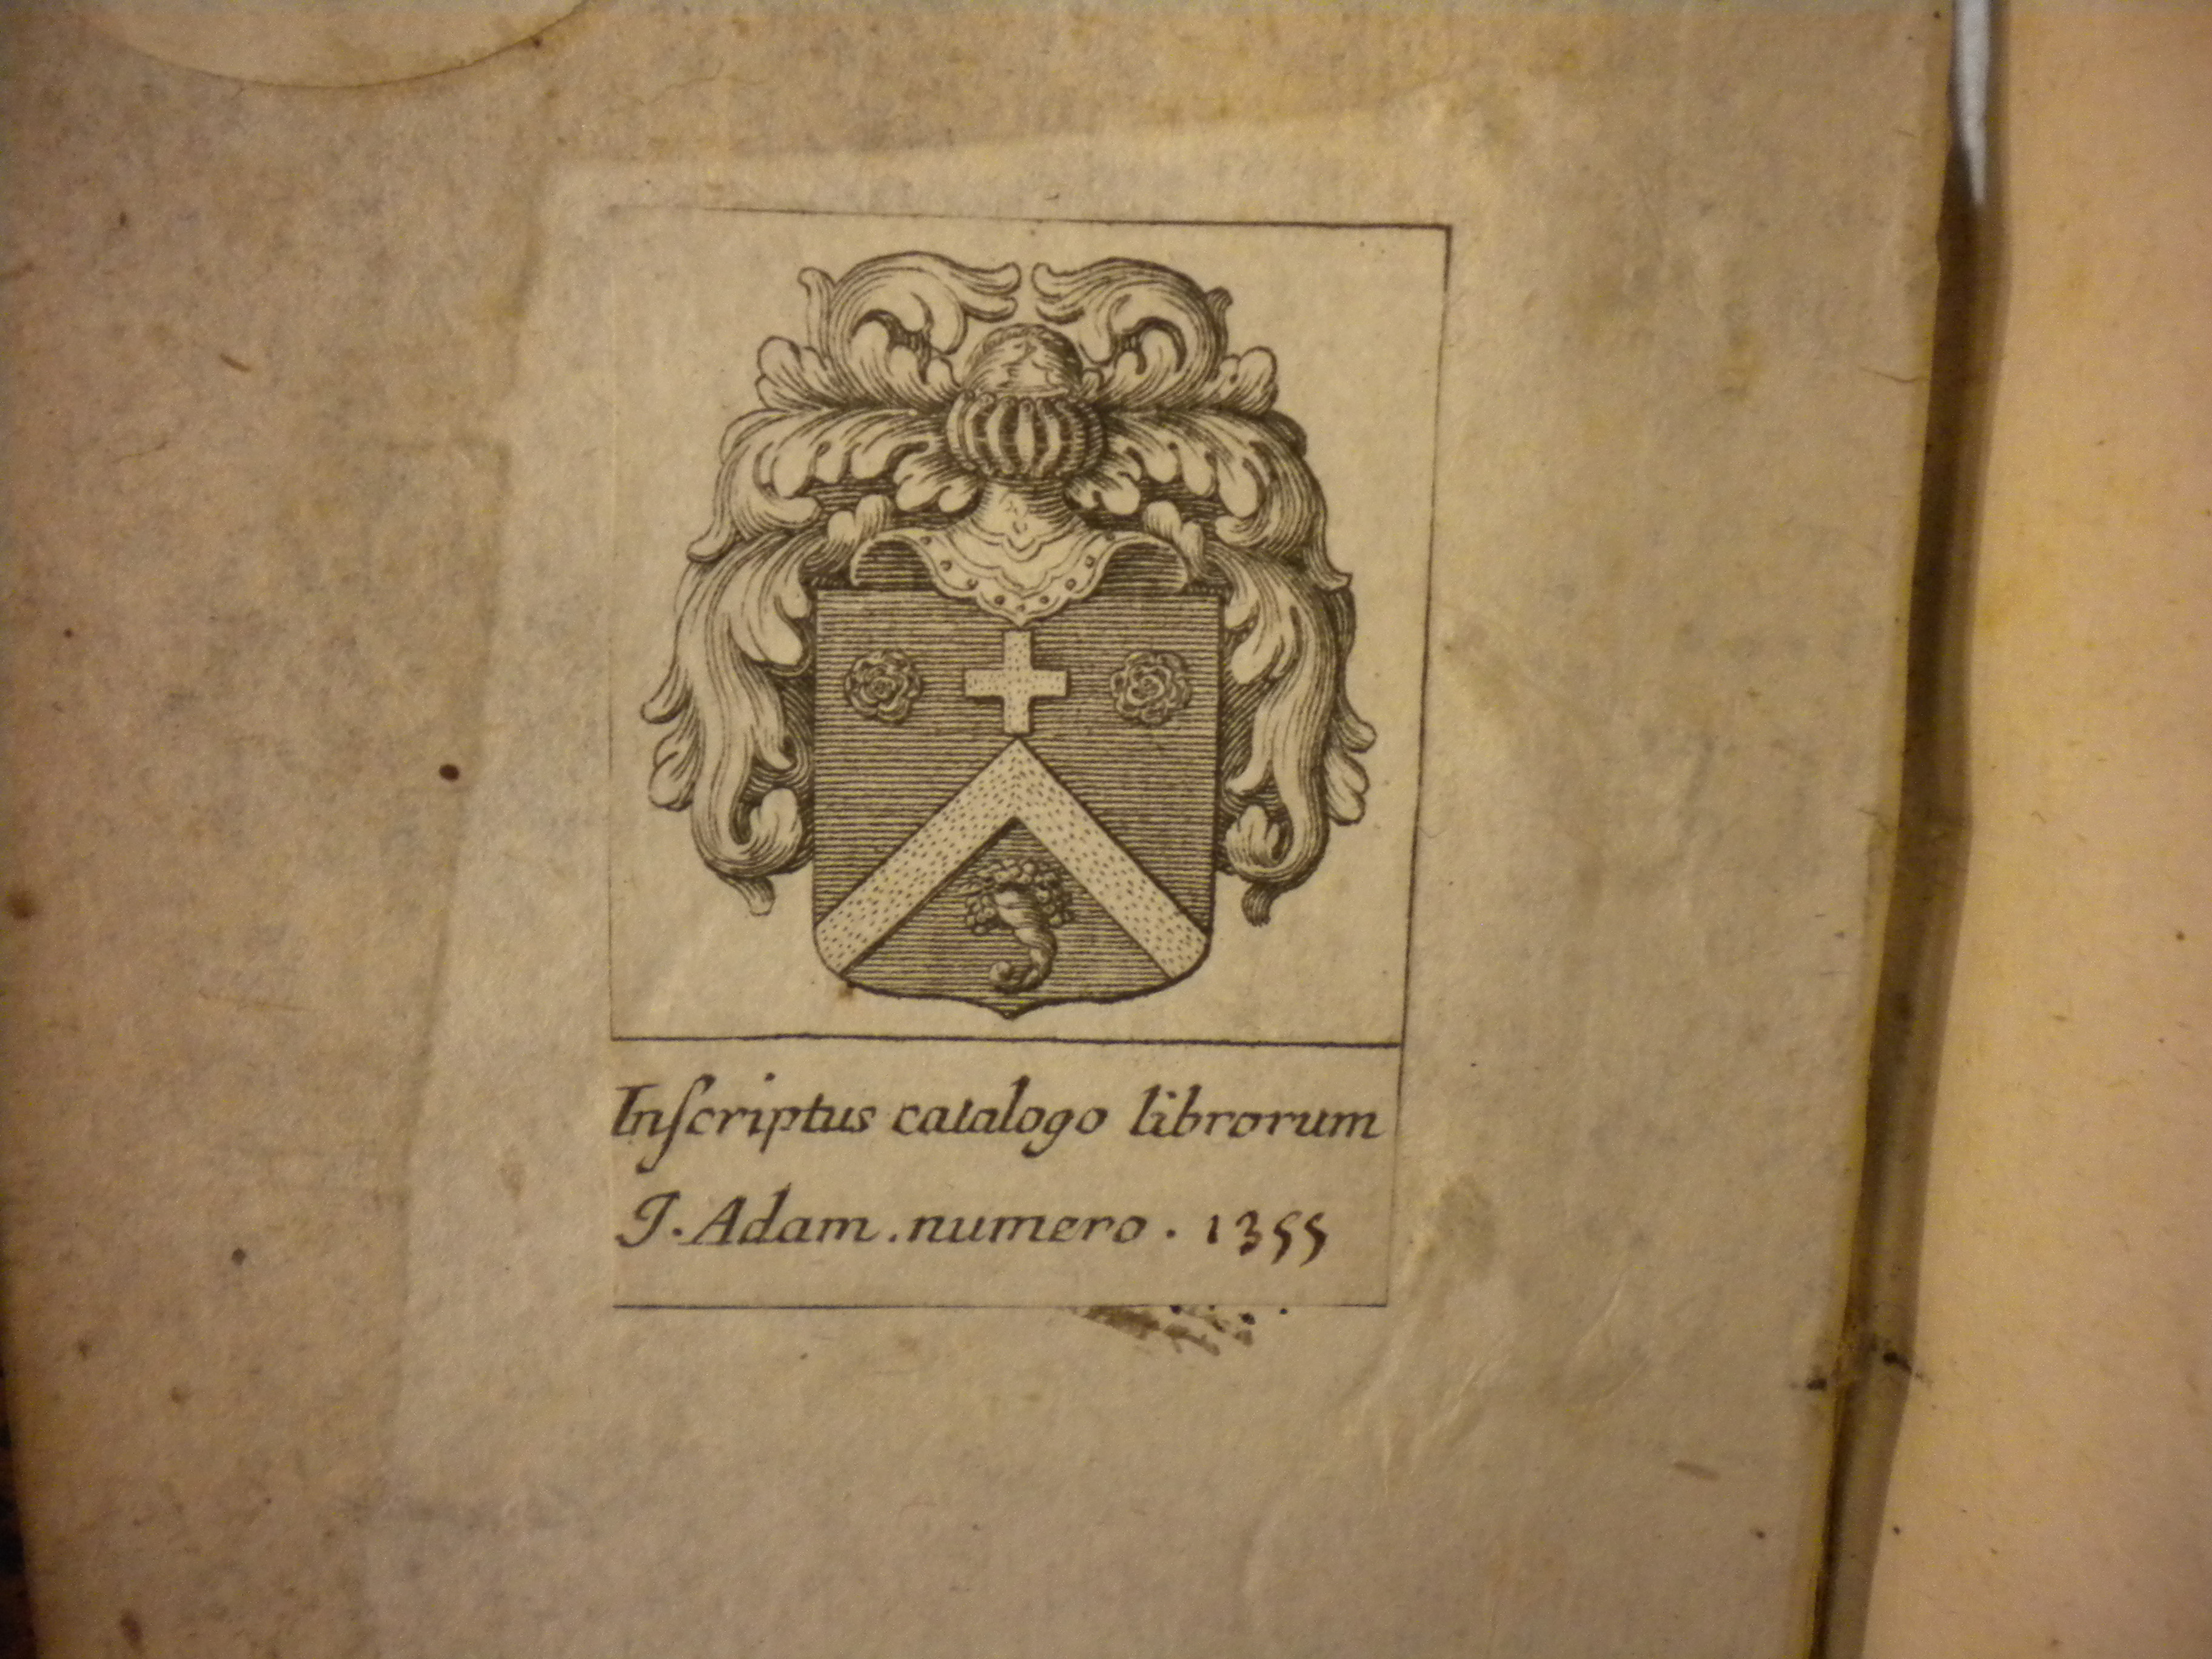 Inſcriptus catalogo librorum
J. Adam. numero. 1355